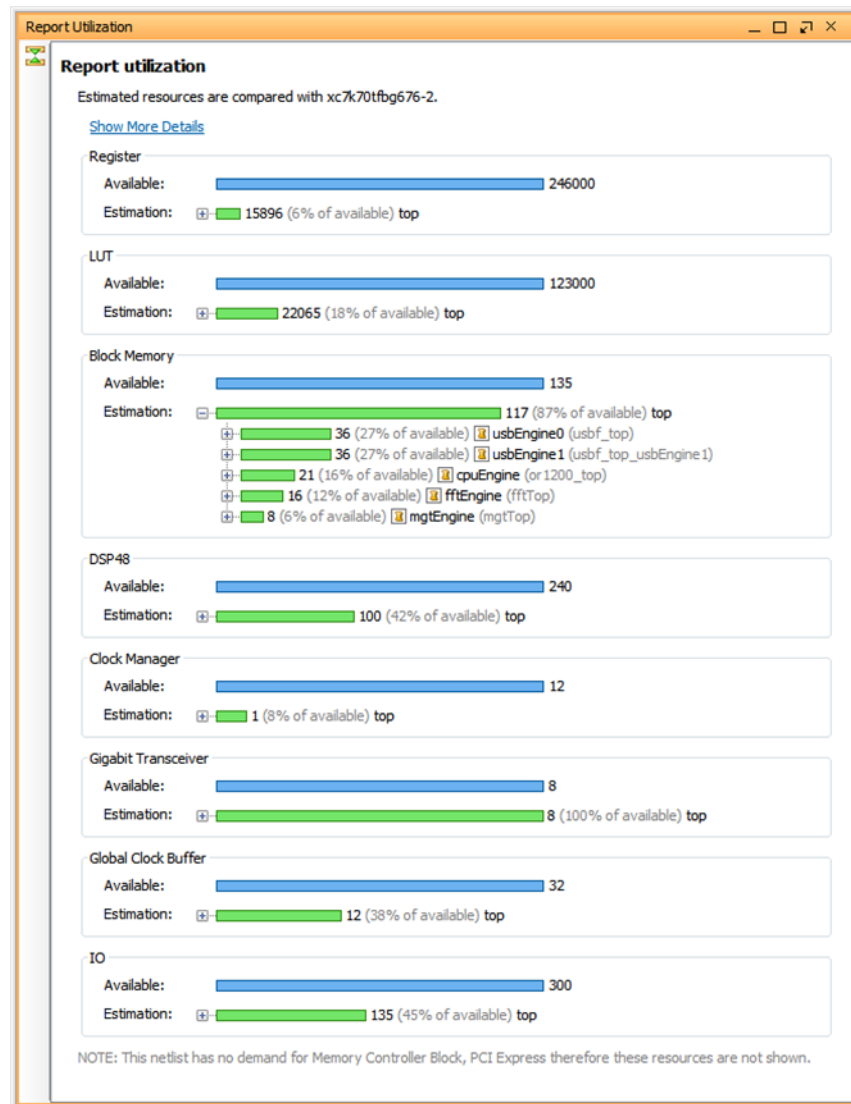 Report Utilization
Report utilization
Estimated resources are compared with xc7k70tfbg676-2.
Show More Details
Register
Available: 246000
Estimation: 15896 (6% of available) top
LUT
Available: 123000
Estimation: 22065 (18% of available) top
Block Memory
Available: 135
Estimation: 117 (87% of available) top
36 (27% of available) usbEngine0 (usbf_top)
36 (27% of available) usbEngine1 (usbf_top_usbEngine1)
21 (16% of available) cpuEngine (or1200_top)
16 (12% of available) fftEngine (fftTop)
8 (6% of available) mgtEngine (mgtTop)
DSP48
Available: 240
Estimation: 100 (42% of available) top
Clock Manager
Available: 12
Estimation: 1 (8% of available) top
Gigabit Transceiver
Available: 8
Estimation: 8 (100% of available) top
Global Clock Buffer
Available: 32
Estimation: 12 (38% of available) top
IO
Available: 300
Estimation: 135 (45% of available) top
NOTE: This netlist has no demand for Memory Controller Block, PCI Express therefore these resources are not shown.